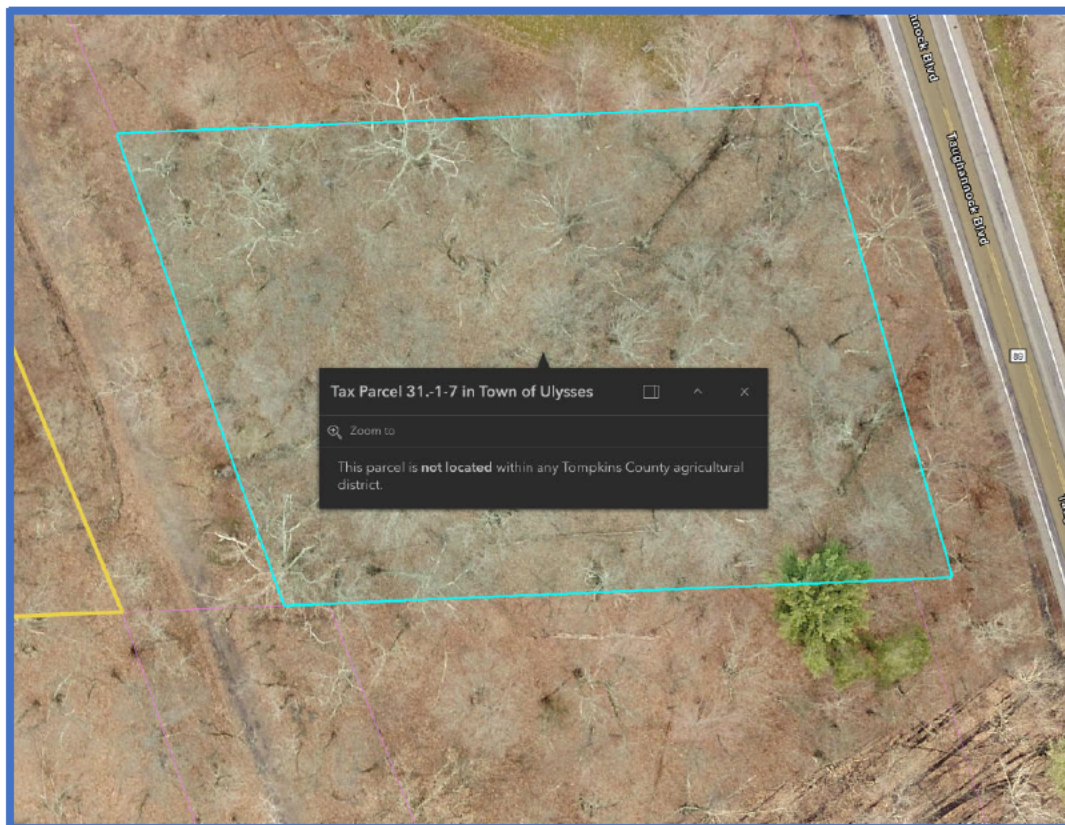 nnock Blvd
Taughannock Blvd
89
Tax Parcel 31.-1-7 in Town of Ulysses
Zoom to
This parcel is not located within any Tompkins County agricultural
district.